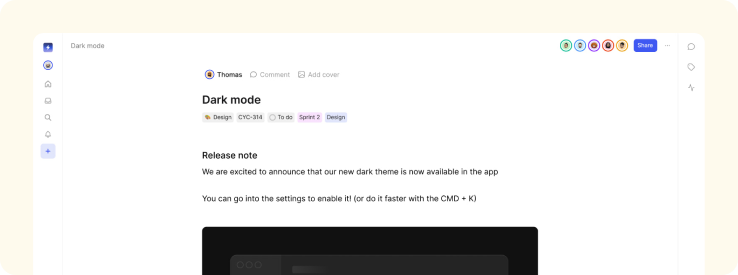 Dark mode
Share
Thomas
Comment
Add cover
Dark mode
Design
CYC-314
To do
Sprint 2
Design
Release note
We are excited to announce that our new dark theme is now available in the app
You can go into the settings to enable it! (or do it faster with the CMD + K)